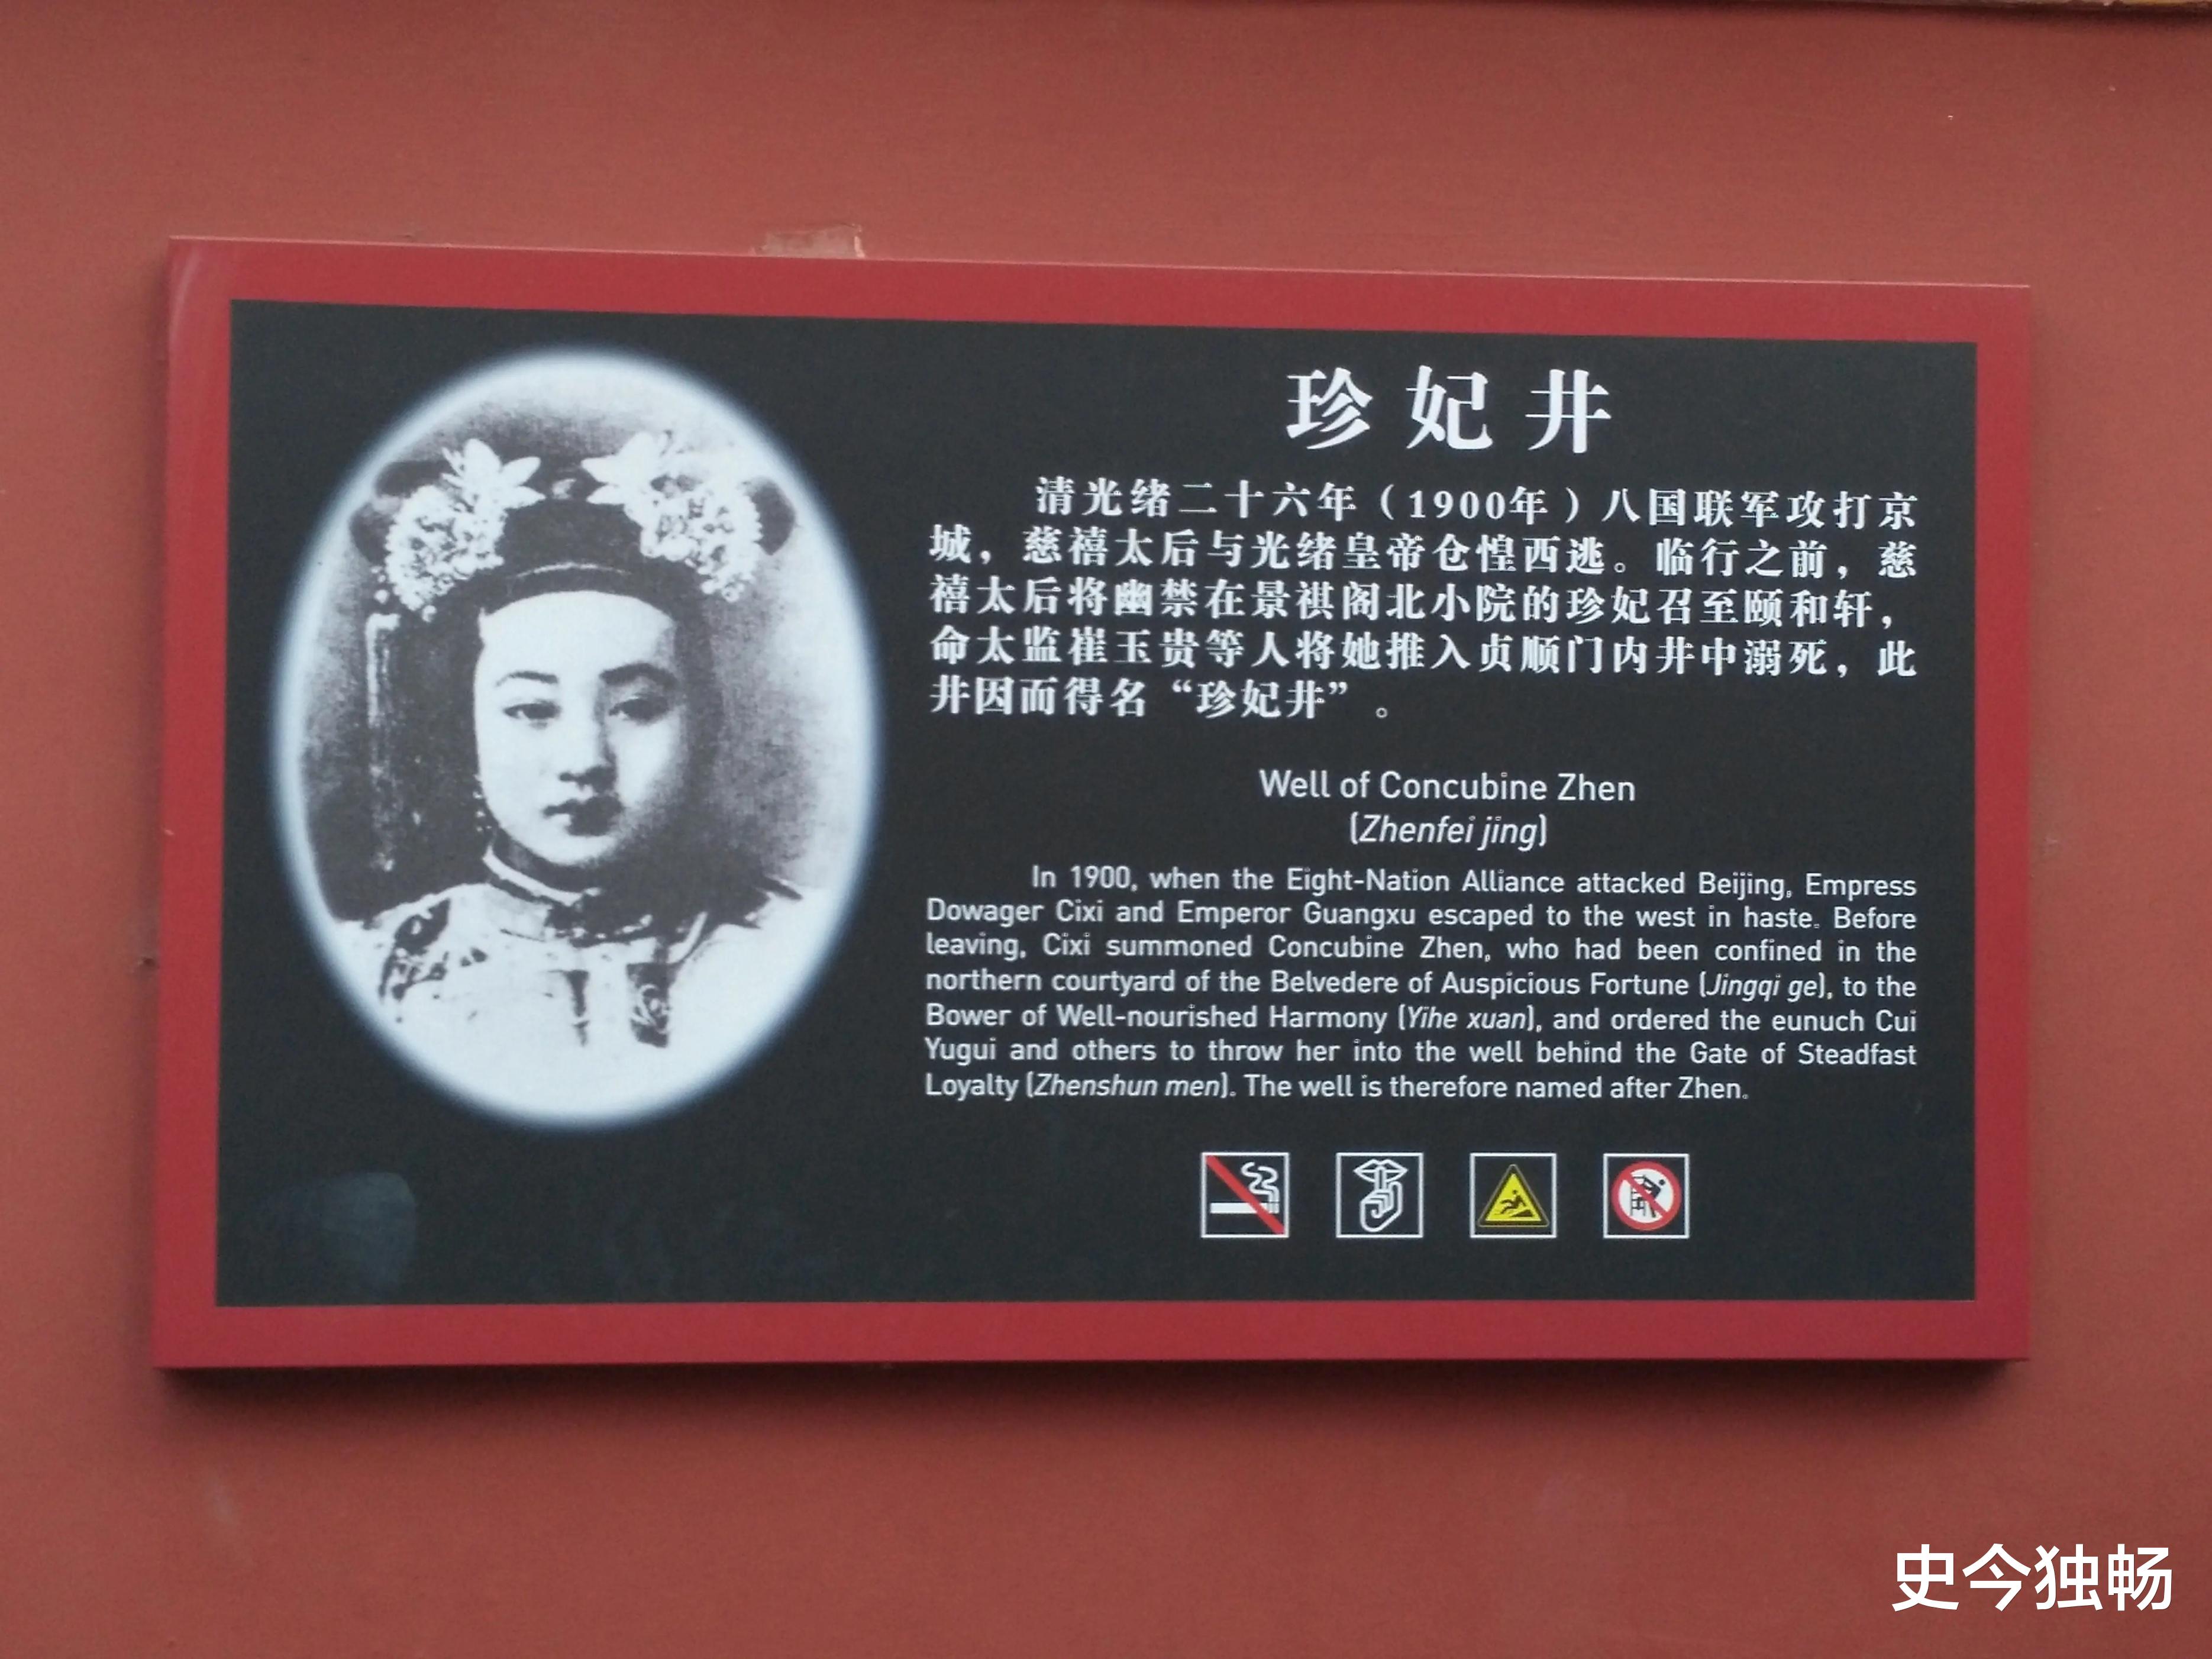 珍妃井
清光绪二十六年（1900年）八国联军攻打京
城，慈禧太后与光绪皇帝仓惶西逃。临行之前，慈
禧太后将幽禁在景祺阁北小院的珍妃召至颐和轩，
命太监崔玉贵等人将她推入贞顺门内井中溺死，此
井因而得名“珍妃井”。
Well of Concubine Zhen
(Zhenfei jing)
In 1900, when the Eight-Nation Alliance attacked Beijing, Empress
Dowager Cixi and Emperor Guangxu escaped to the west in haste. Before
leaving, Cixi summoned Concubine Zhen, who had been confined in the
northern courtyard of the Belvedere of Auspicious Fortune (Jingqi ge), to the
Bower of Well-nourished Harmony (Yihe xuan), and ordered the eunuch Cui
Yugui and others to throw her into the well behind the Gate of Steadfast
Loyalty (Zhenshun men). The well is therefore named after Zhen.
史今独畅